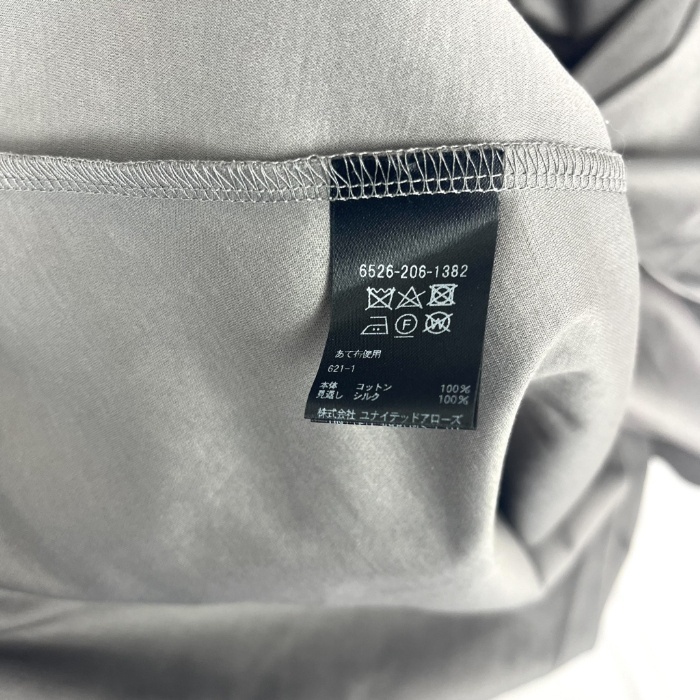 6526-206-1382
あて布使用
621-1
本体 コットン 100%
見返し シルク 100%
株式会社 ユナイテッドアローズ